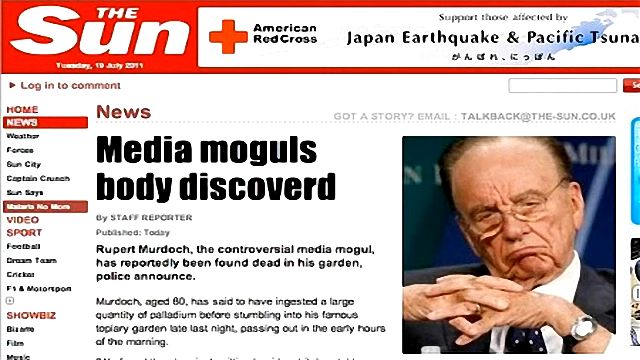 THE
Sun
Tuesday, 19 July 2011
American
Red Cross
Support those affected by
Japan Earthquake & Pacific Tsuna
がんばれ、にっぽん
Log in to comment
Se
HOME
NEWS
Weather
Forces
Sun City
Captain Crunch
Sun Says
Malaria No More
VIDEO
SPORT
Football
Dream Team
Cricket
F1 & Motorsport
SHOWBIZ
Bizarre
Film
Music
News
GOT A STORY? EMAIL : TALKBACK@THE-SUN.CO.UK
Media moguls
body discoverd
By STAFF REPORTER
Published: Today
Rupert Murdoch, the controversial media mogul,
has reportedly been found dead in his garden,
police announce.
Murdoch, aged 80, has said to have ingested a large
quantity of palladium before stumbling into his famous
topiary garden late last night, passing out in the early hours
of the morning.